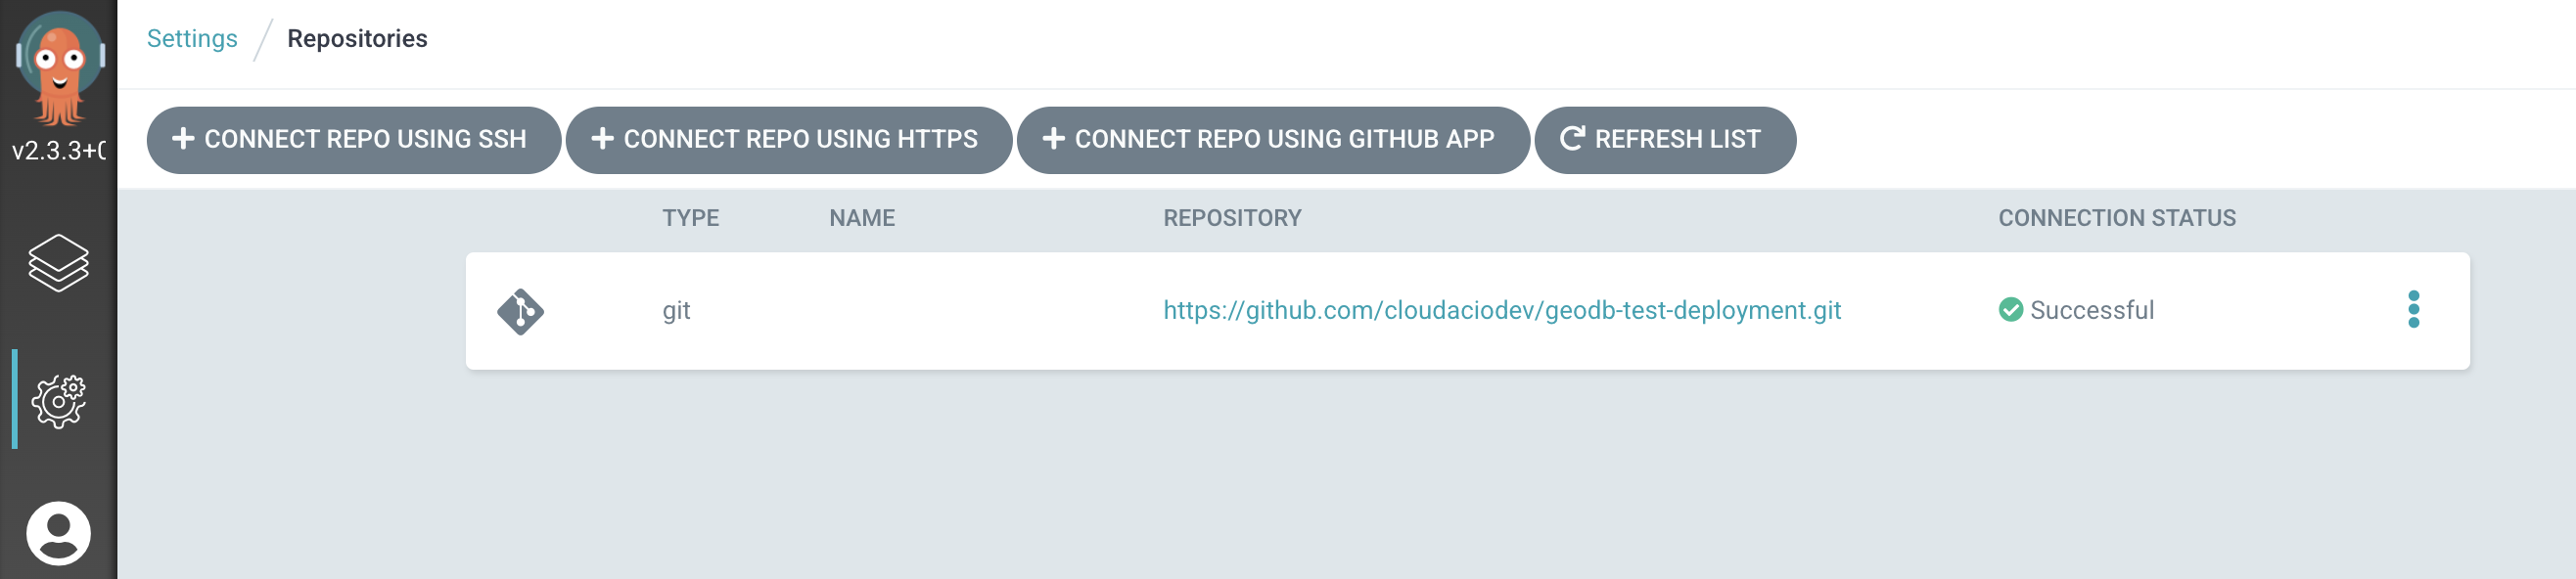 Settings / Repositories
v2.3.3+
CONNECT REPO USING SSH
CONNECT REPO USING HTTPS
CONNECT REPO USING GITHUB APP
REFRESH LIST
TYPE NAME REPOSITORY CONNECTION STATUS
git https://github.com/cloudaciodev/geodb-test-deployment.git Successful